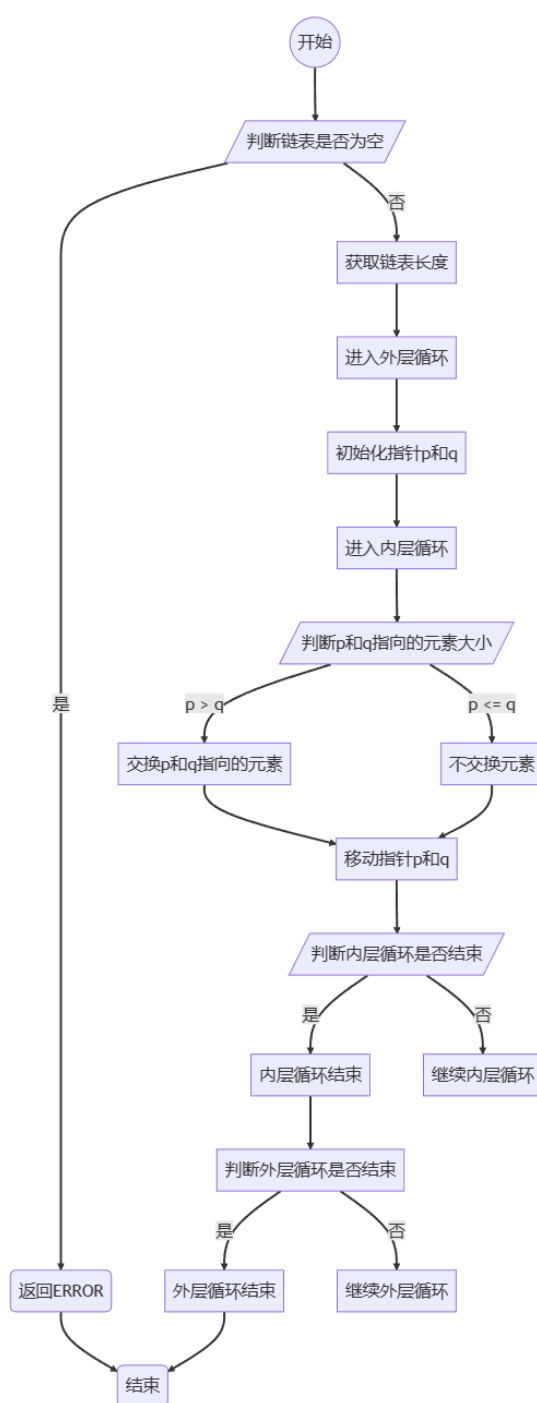 开始
判断链表是否为空
否
获取链表长度
进入外层循环
初始化指针p和q
进入内层循环
判断p和q指向的元素大小
是
p > q
p <= q
交换p和q指向的元素
不交换元素
移动指针p和q
判断内层循环是否结束
是
否
内层循环结束
继续内层循环
判断外层循环是否结束
是
否
返回ERROR
外层循环结束
继续外层循环
结束